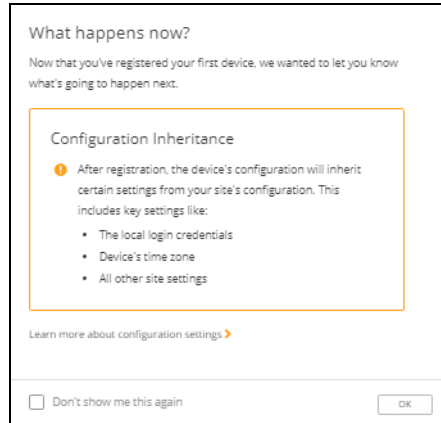 What happens now?
Now that you've registered your first device, we wanted to let you know
what's going to happen next.
Configuration Inheritance
After registration, the device's configuration will inherit
certain settings from your site's configuration. This
includes key settings like:
• The local login credentials
• Device's time zone
• All other site settings
Learn more about configuration settings
Don't show me this again
OK